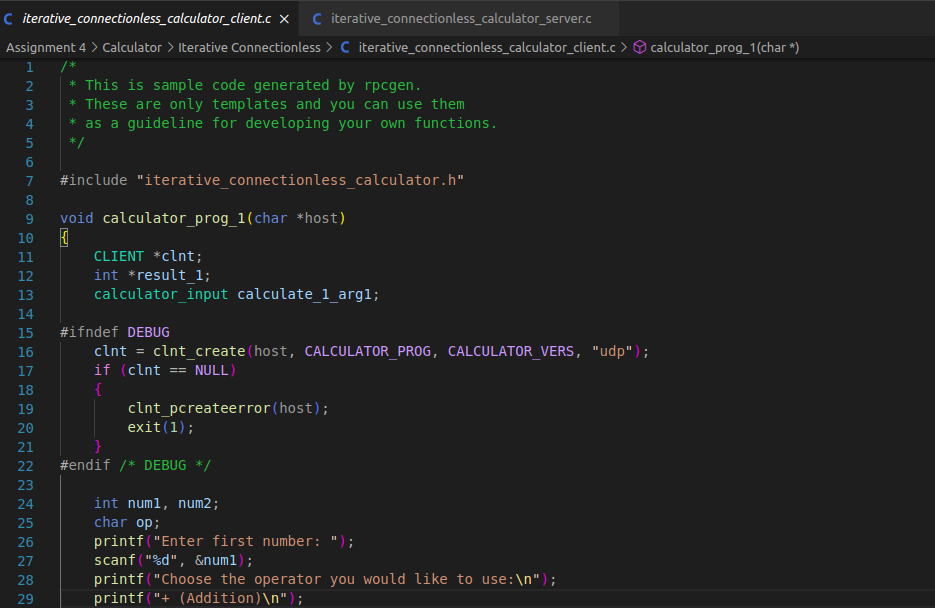 iterative_connectionless_calculator_client.c × iterative_connectionless_calculator_server.c
Assignment 4 > Calculator > Iterative Connectionless > C iterative_connectionless_calculator_client.c > calculator_prog_1(char *)
1 /*
2  * This is sample code generated by rpcgen.
3  * These are only templates and you can use them
4  * as a guideline for developing your own functions.
5  */
6
7 #include "iterative_connectionless_calculator.h"
8
9 void calculator_prog_1(char *host)
10 {
11     CLIENT *clnt;
12     int *result_1;
13     calculator_input calculate_1_arg1;
14
15 #ifndef DEBUG
16     clnt = clnt_create(host, CALCULATOR_PROG, CALCULATOR_VERS, "udp");
17     if (clnt == NULL)
18     {
19         clnt_pcreateerror(host);
20         exit(1);
21     }
22 #endif /* DEBUG */
23
24     int num1, num2;
25     char op;
26     printf("Enter first number: ");
27     scanf("%d", &num1);
28     printf("Choose the operator you would like to use:\n");
29     printf("+ (Addition)\n");